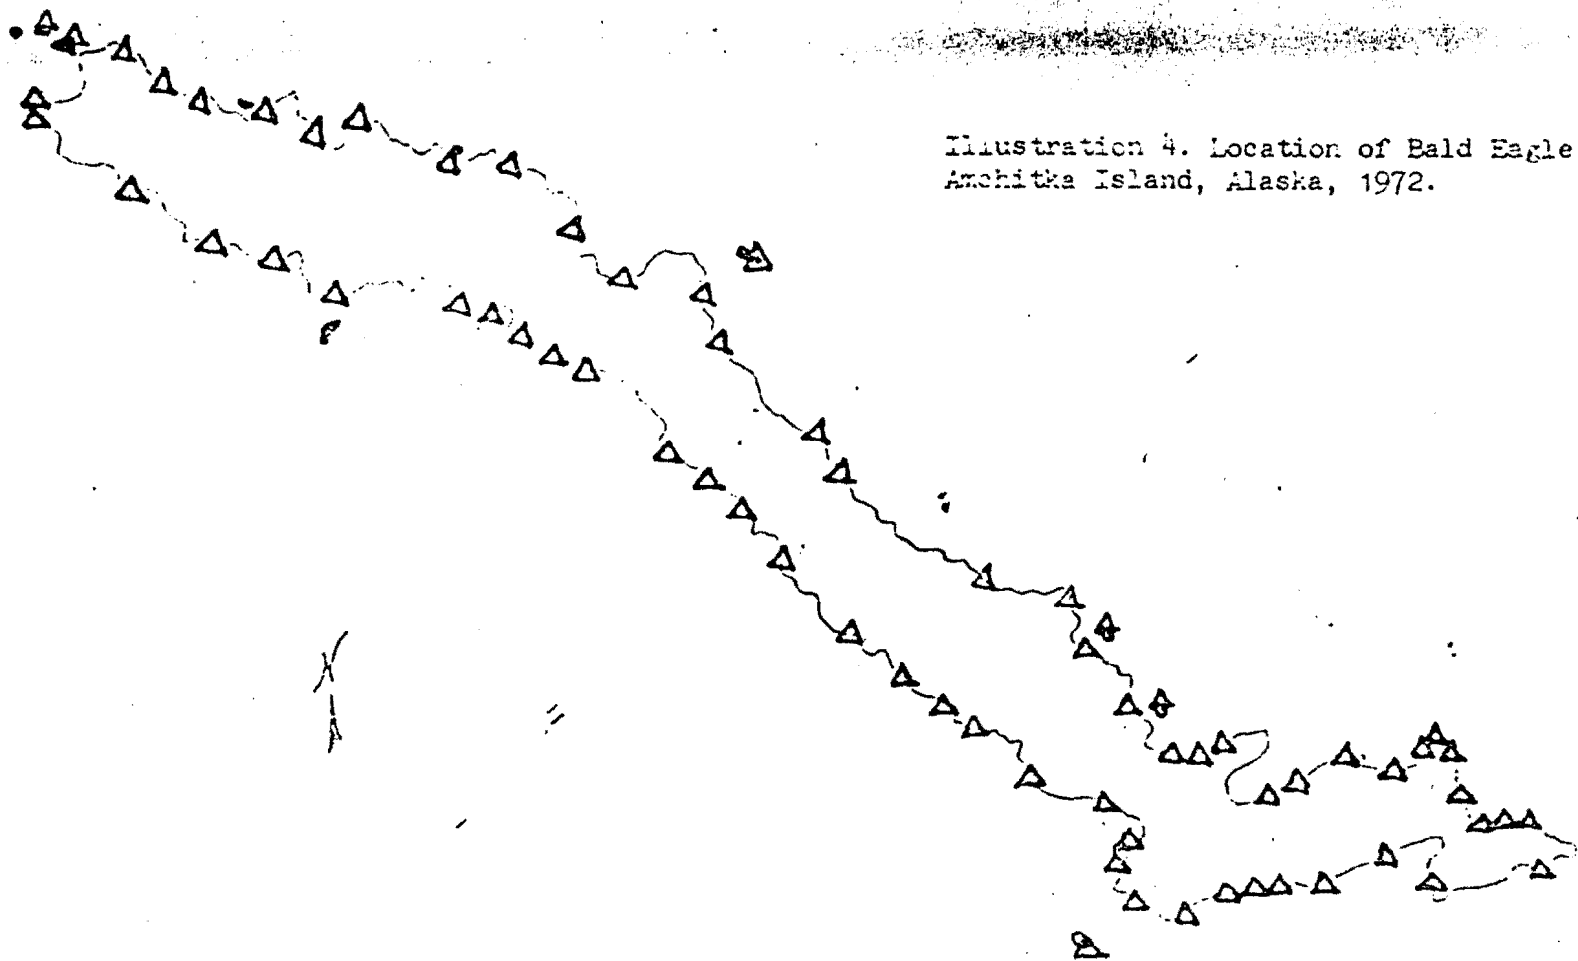 Illustration 4. Location of Bald Eagle
Amchitka Island, Alaska, 1972.